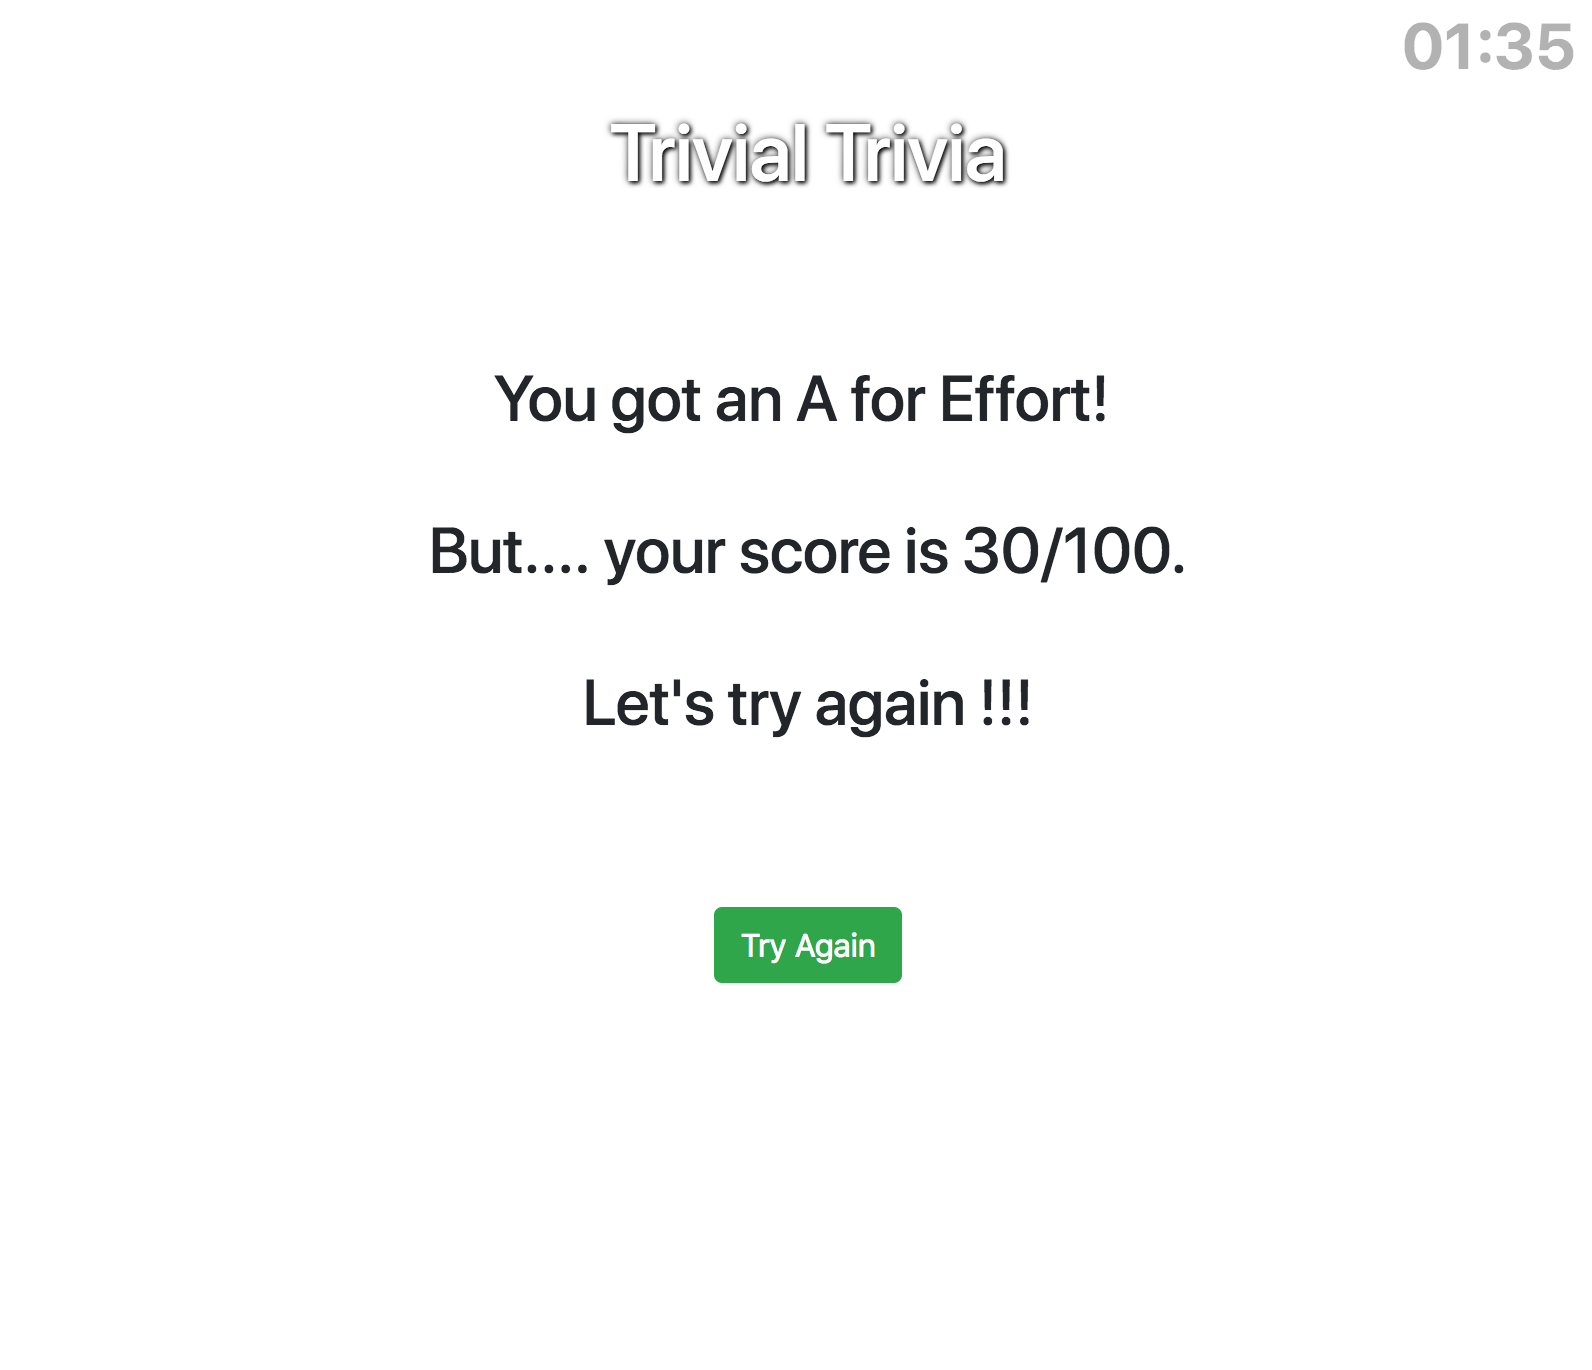 01:35
Trivial Trivia
You got an A for Effort!
But.... your score is 30/100.
Let's try again !!!
Try Again